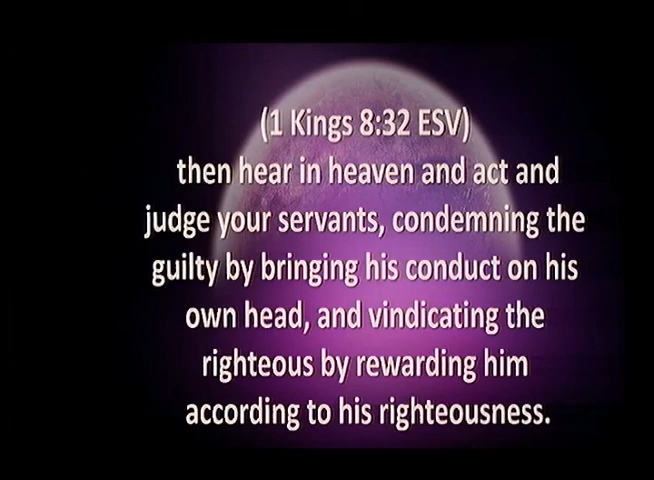 (1 Kings 8:32 ESV)
then hear in heaven and act and
judge your servants, condemning the
guilty by bringing his conduct on his
own head, and vindicating the
righteous by rewarding him
according to his righteousness.